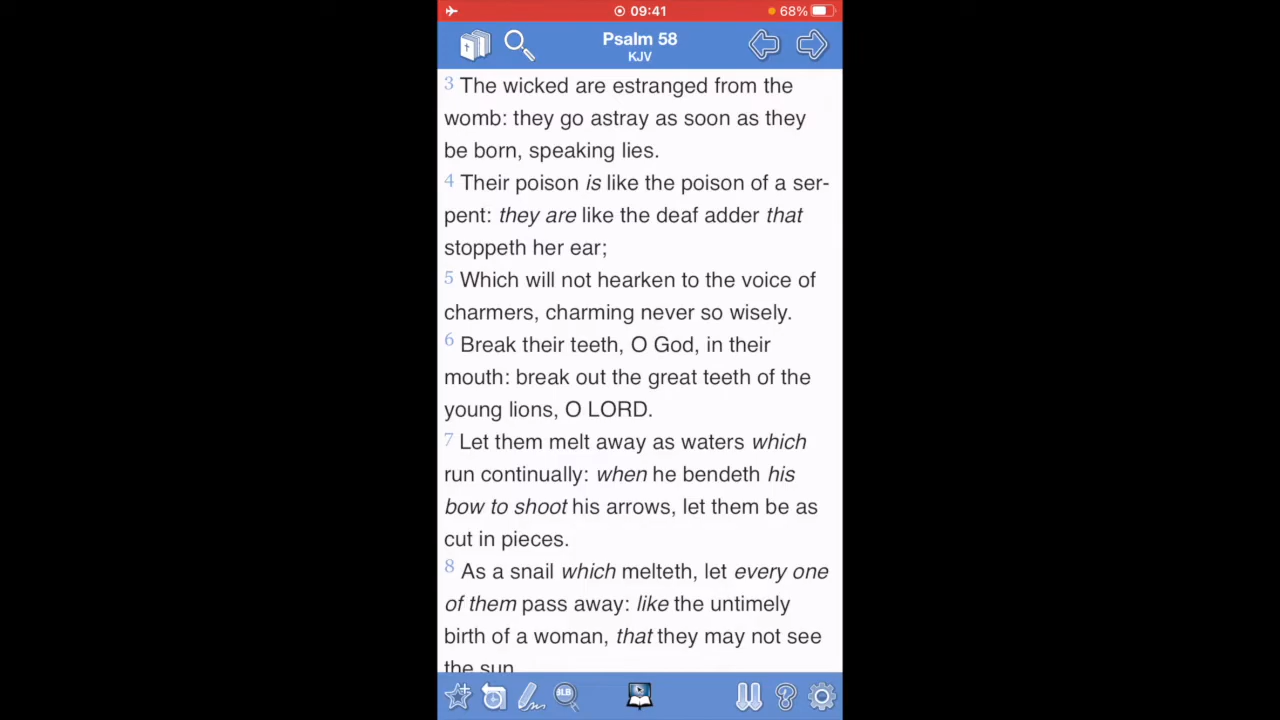 09:41
68%
Psalm 58
KJV
3 The wicked are estranged from the
womb: they go astray as soon as they
be born, speaking lies.
4 Their poison is like the poison of a ser-
pent: they are like the deaf adder that
stoppeth her ear;
5 Which will not hearken to the voice of
charmers, charming never so wisely.
6 Break their teeth, O God, in their
mouth: break out the great teeth of the
young lions, O LORD.
7 Let them melt away as waters which
run continually: when he bendeth his
bow to shoot his arrows, let them be as
cut in pieces.
8 As a snail which melteth, let every one
of them pass away: like the untimely
birth of a woman, that they may not see
the sun
BLB